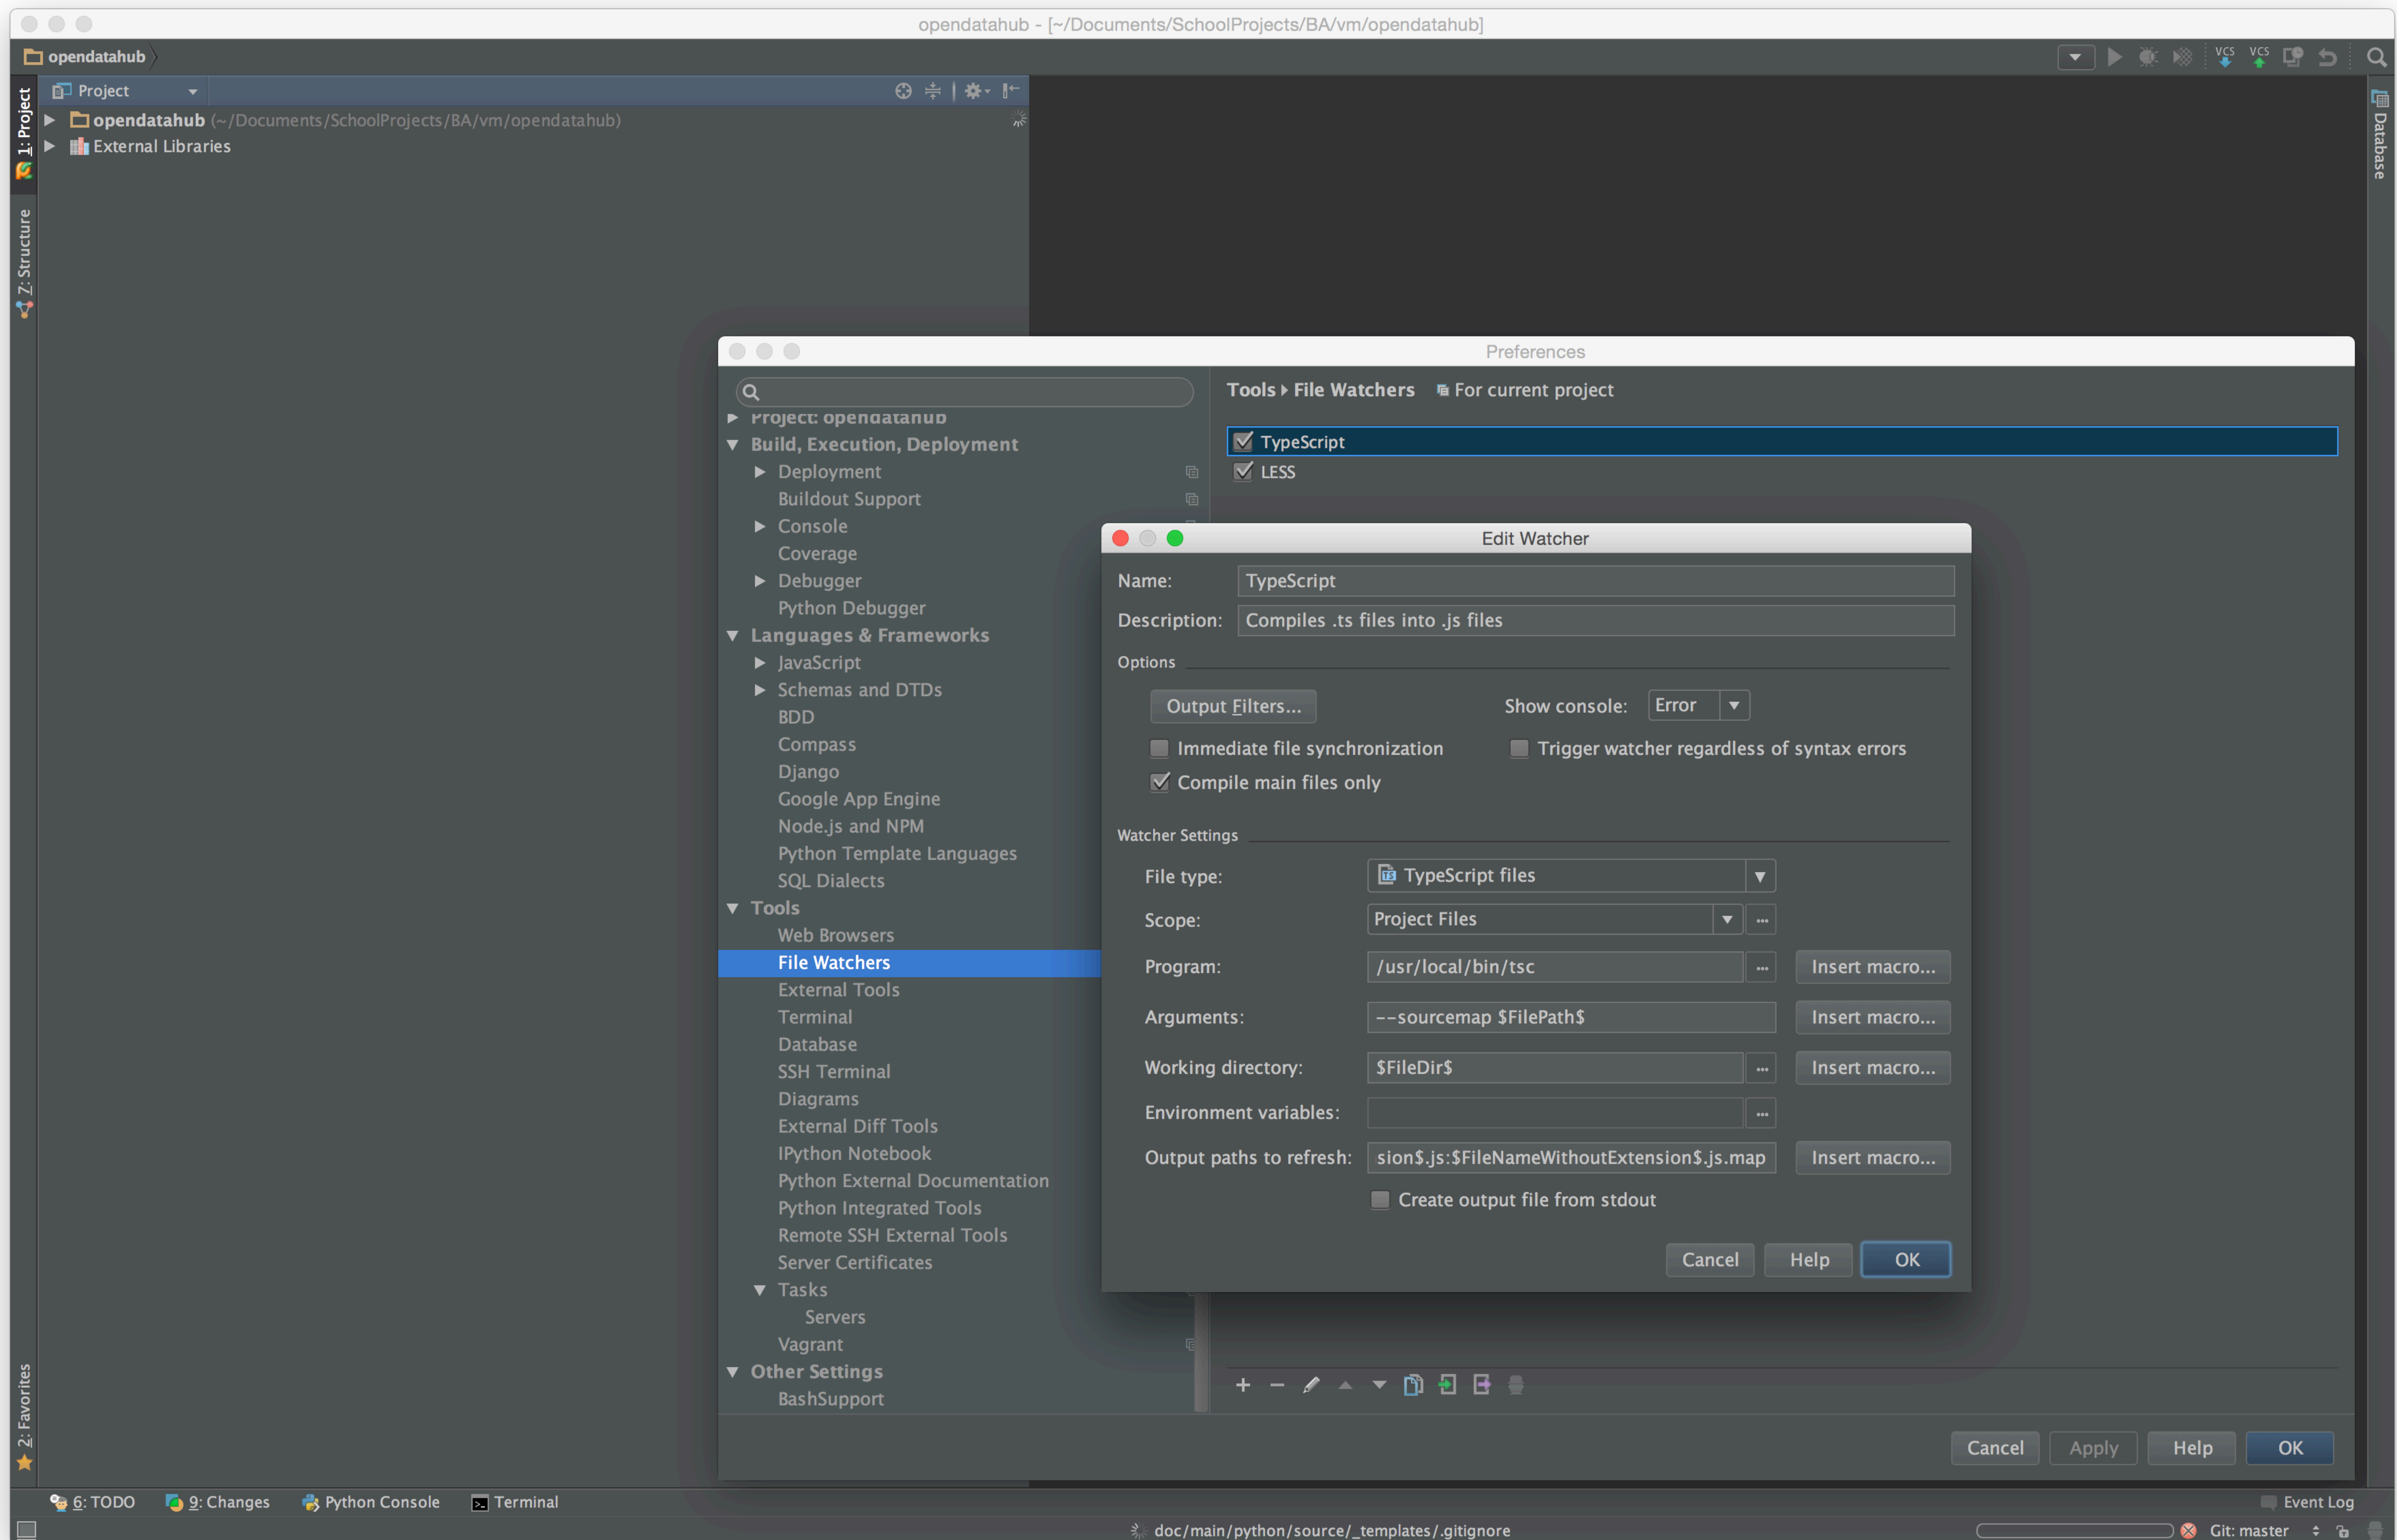 opendatahub - [~/Documents/SchoolProjects/BA/vm/opendatahub]
opendatahub
VCS VCS
Project
opendatahub (~/Documents/SchoolProjects/BA/vm/opendatahub)
External Libraries
1: Project
7: Structure
2: Favorites
Database
Preferences
Project: opendatahub
Build, Execution, Deployment
Deployment
Buildout Support
Console
Coverage
Debugger
Python Debugger
Languages & Frameworks
JavaScript
Schemas and DTDs
BDD
Compass
Django
Google App Engine
Node.js and NPM
Python Template Languages
SQL Dialects
Tools
Web Browsers
File Watchers
External Tools
Terminal
Database
SSH Terminal
Diagrams
External Diff Tools
IPython Notebook
Python External Documentation
Python Integrated Tools
Remote SSH External Tools
Server Certificates
Tasks
Servers
Vagrant
Other Settings
BashSupport
Tools File Watchers For current project
TypeScript
LESS
Edit Watcher
Name: TypeScript
Description: Compiles .ts files into .js files
Options
Output Filters... Show console: Error
Immediate file synchronization Trigger watcher regardless of syntax errors
Compile main files only
Watcher Settings
File type: TS TypeScript files
Scope: Project Files ...
Program: /usr/local/bin/tsc ... Insert macro...
Arguments: --sourcemap $FilePath$ Insert macro...
Working directory: $FileDir$ ... Insert macro...
Environment variables: ...
Output paths to refresh: sion$.js:$FileNameWithoutExtension$.js.map Insert macro...
Create output file from stdout
Cancel Help OK
Cancel Apply Help OK
6: TODO 9: Changes Python Console Terminal Event Log
doc/main/python/source/_templates/.gitignore Git: master